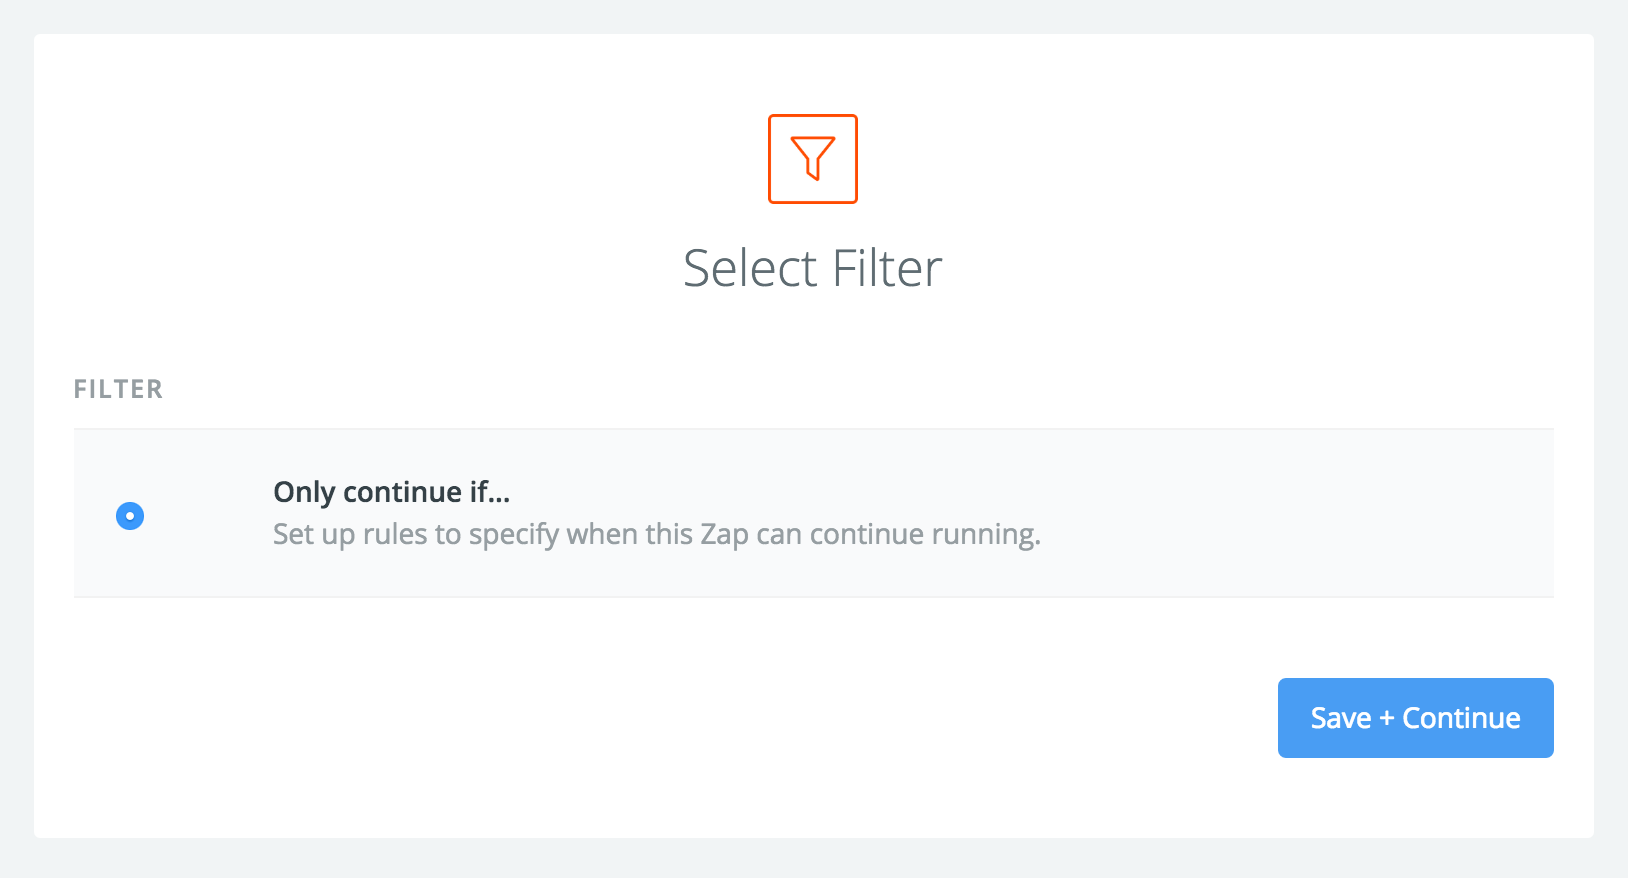 Select Filter
FILTER
Only continue if...
Set up rules to specify when this Zap can continue running.
Save + Continue